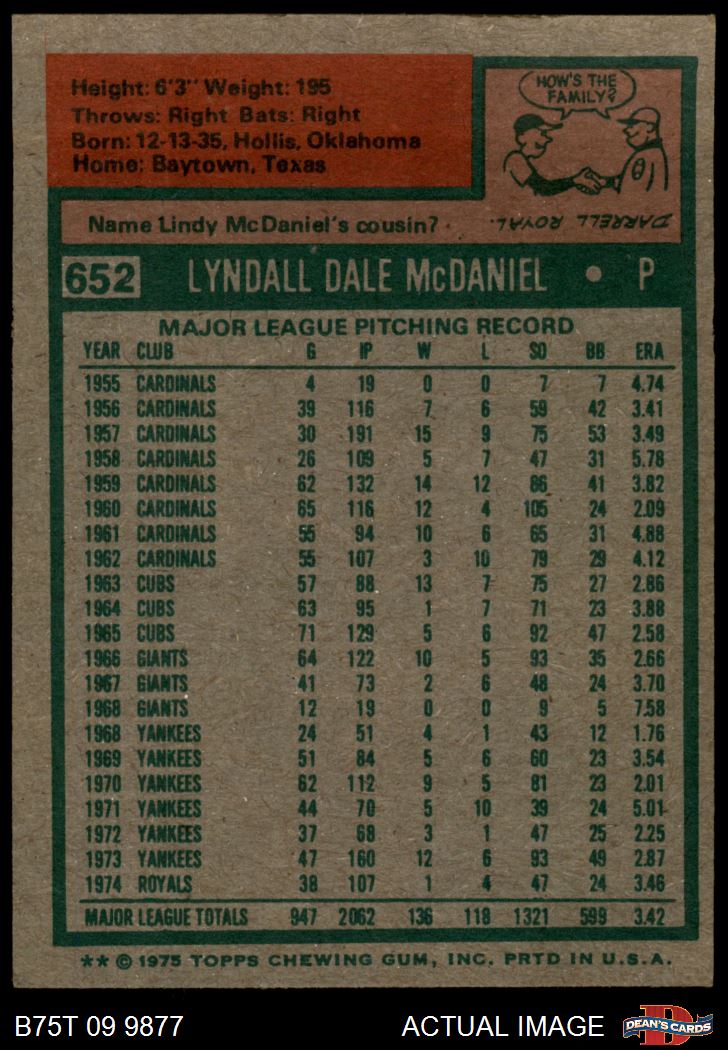 Height: 6'3" Weight: 195
Throws: Right Bats: Right
Born: 12-13-35, Hollis, Oklahoma
Home: Baytown, Texas
HOW'S THE
FAMILY?
Name Lindy McDaniel's cousin?
DARRELL ROYAL.
652 LYNDALL DALE McDANIEL • P
MAJOR LEAGUE PITCHING RECORD
YEAR CLUB G IP W L SO BB ERA
1955 CARDINALS 4 19 0 0 7 7 4.74
1956 CARDINALS 39 116 7 6 59 42 3.41
1957 CARDINALS 30 191 15 9 75 53 3.49
1958 CARDINALS 26 109 5 7 47 31 5.78
1959 CARDINALS 62 132 14 12 86 41 3.82
1960 CARDINALS 65 116 12 4 105 24 2.09
1961 CARDINALS 55 94 10 6 65 31 4.88
1962 CARDINALS 55 107 3 10 79 29 4.12
1963 CUBS 57 88 13 7 75 27 2.86
1964 CUBS 63 95 1 7 71 23 3.88
1965 CUBS 71 129 5 6 92 47 2.58
1966 GIANTS 64 122 10 5 93 35 2.66
1967 GIANTS 41 73 2 6 48 24 3.70
1968 GIANTS 12 19 0 0 9 5 7.58
1968 YANKEES 24 51 4 1 43 12 1.76
1969 YANKEES 51 84 5 6 60 23 3.54
1970 YANKEES 62 112 9 5 81 23 2.01
1971 YANKEES 44 70 5 10 39 24 5.01
1972 YANKEES 37 68 3 1 47 25 2.25
1973 YANKEES 47 160 12 6 93 49 2.87
1974 ROYALS 38 107 1 4 47 24 3.46
MAJOR LEAGUE TOTALS 947 2062 136 118 1321 599 3.42
** © 1975 TOPPS CHEWING GUM, INC. PRTD IN U.S.A.
B75T 09 9877 ACTUAL IMAGE D DEAN'S CARDS